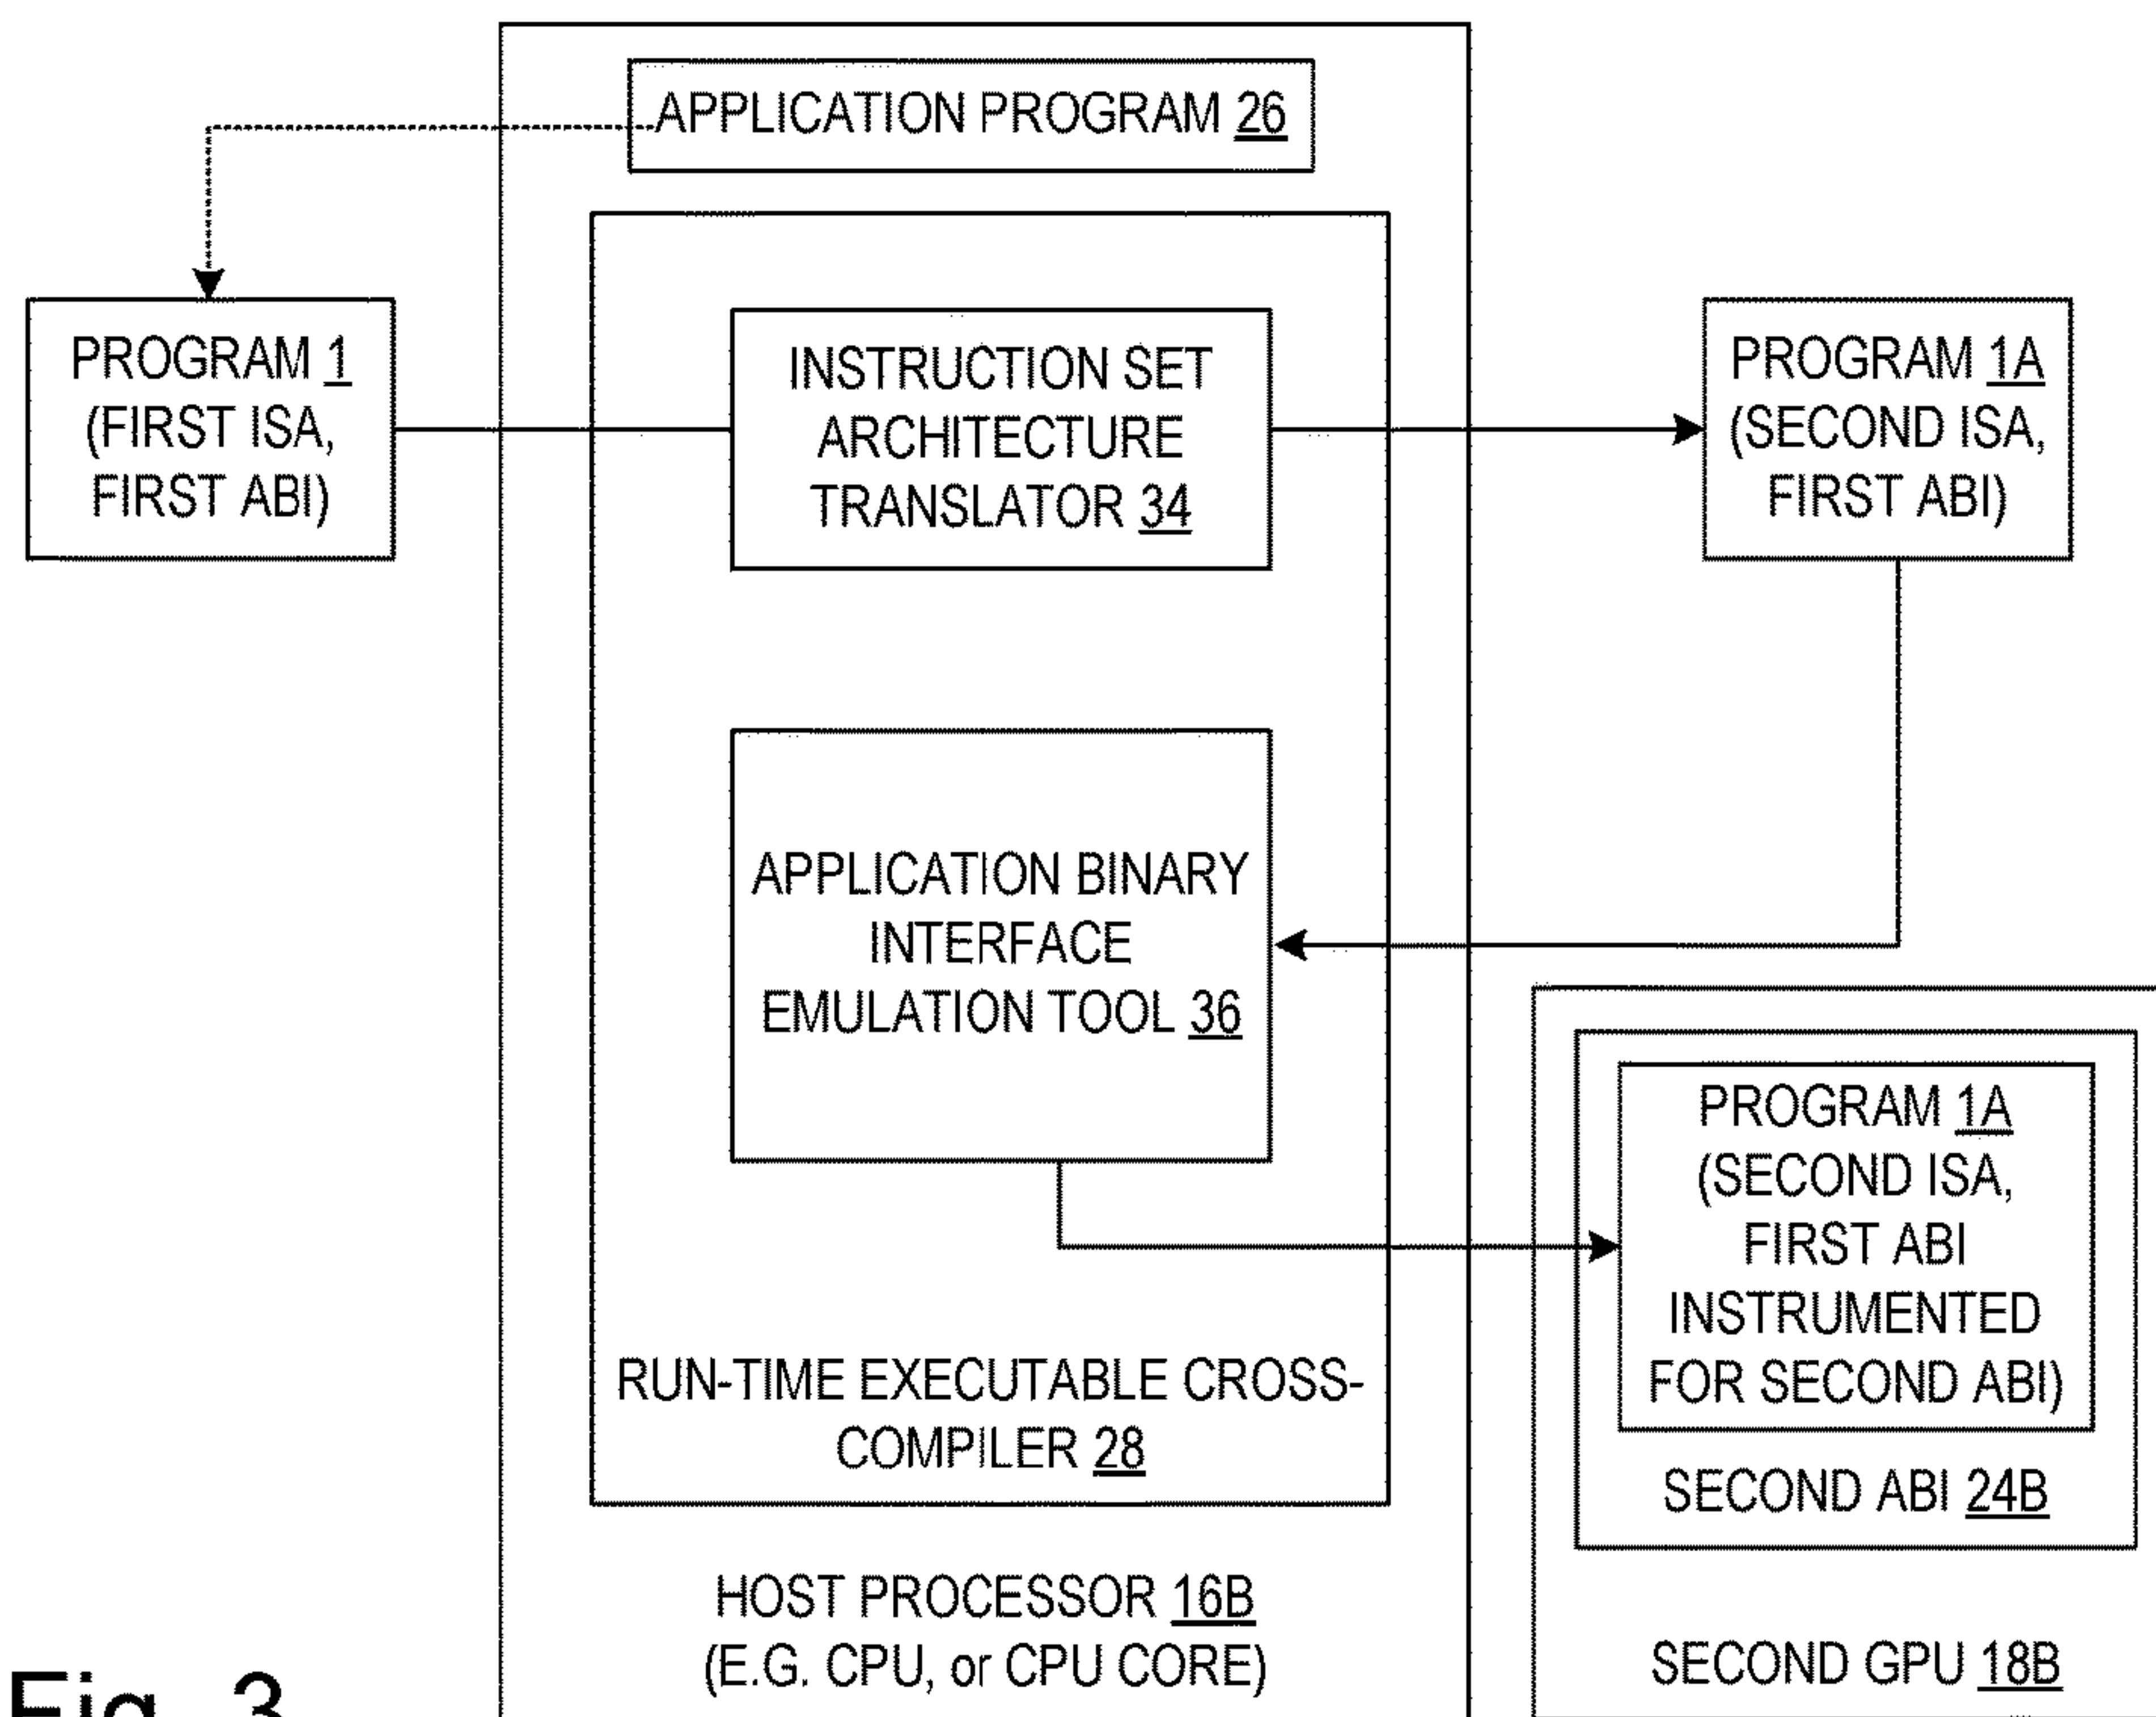 APPLICATION PROGRAM 26
PROGRAM 1
(FIRST ISA,
FIRST ABI)
INSTRUCTION SET
ARCHITECTURE
TRANSLATOR 34
PROGRAM 1A
(SECOND ISA,
FIRST ABI)
APPLICATION BINARY
INTERFACE
EMULATION TOOL 36
PROGRAM 1A
(SECOND ISA,
FIRST ABI
INSTRUMENTED
FOR SECOND ABI)
SECOND ABI 24B
RUN-TIME EXECUTABLE CROSS-
COMPILER 28
HOST PROCESSOR 16B
(E.G. CPU, or CPU CORE)
SECOND GPU 18B
Fig. 3